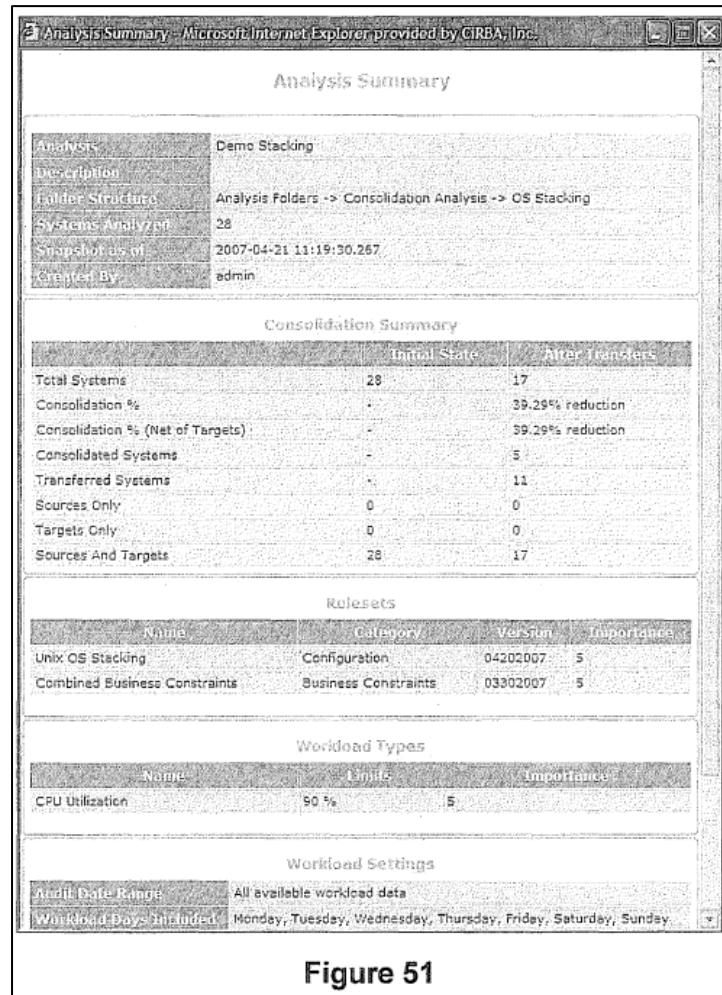 Analysis Summary - Microsoft Internet Explorer provided by CIRBA, Inc.
Analysis Summary
Analysis Demo Stacking
Description
Folder Structure Analysis Folders -> Consolidation Analysis -> OS Stacking
Systems Analyzed 28
Snapshot as of 2007-04-21 11:19:30.267
Created By admin
Consolidation Summary
Initial State After Transfers
Total Systems 28 17
Consolidation % - 39.29% reduction
Consolidation % (Net of Targets) - 39.29% reduction
Consolidated Systems - 5
Transferred Systems - 11
Sources Only 0 0
Targets Only 0 0
Sources And Targets 28 17
Rulesets
Name Category Version Importance
Unix OS Stacking Configuration 04202007 5
Combined Business Constraints Business Constraints 03302007 5
Workload Types
Name Limits Importance
CPU Utilization 90 % 5
Workload Settings
Audit Date Range All available workload data
Workload Days Included Monday, Tuesday, Wednesday, Thursday, Friday, Saturday, Sunday
Figure 51